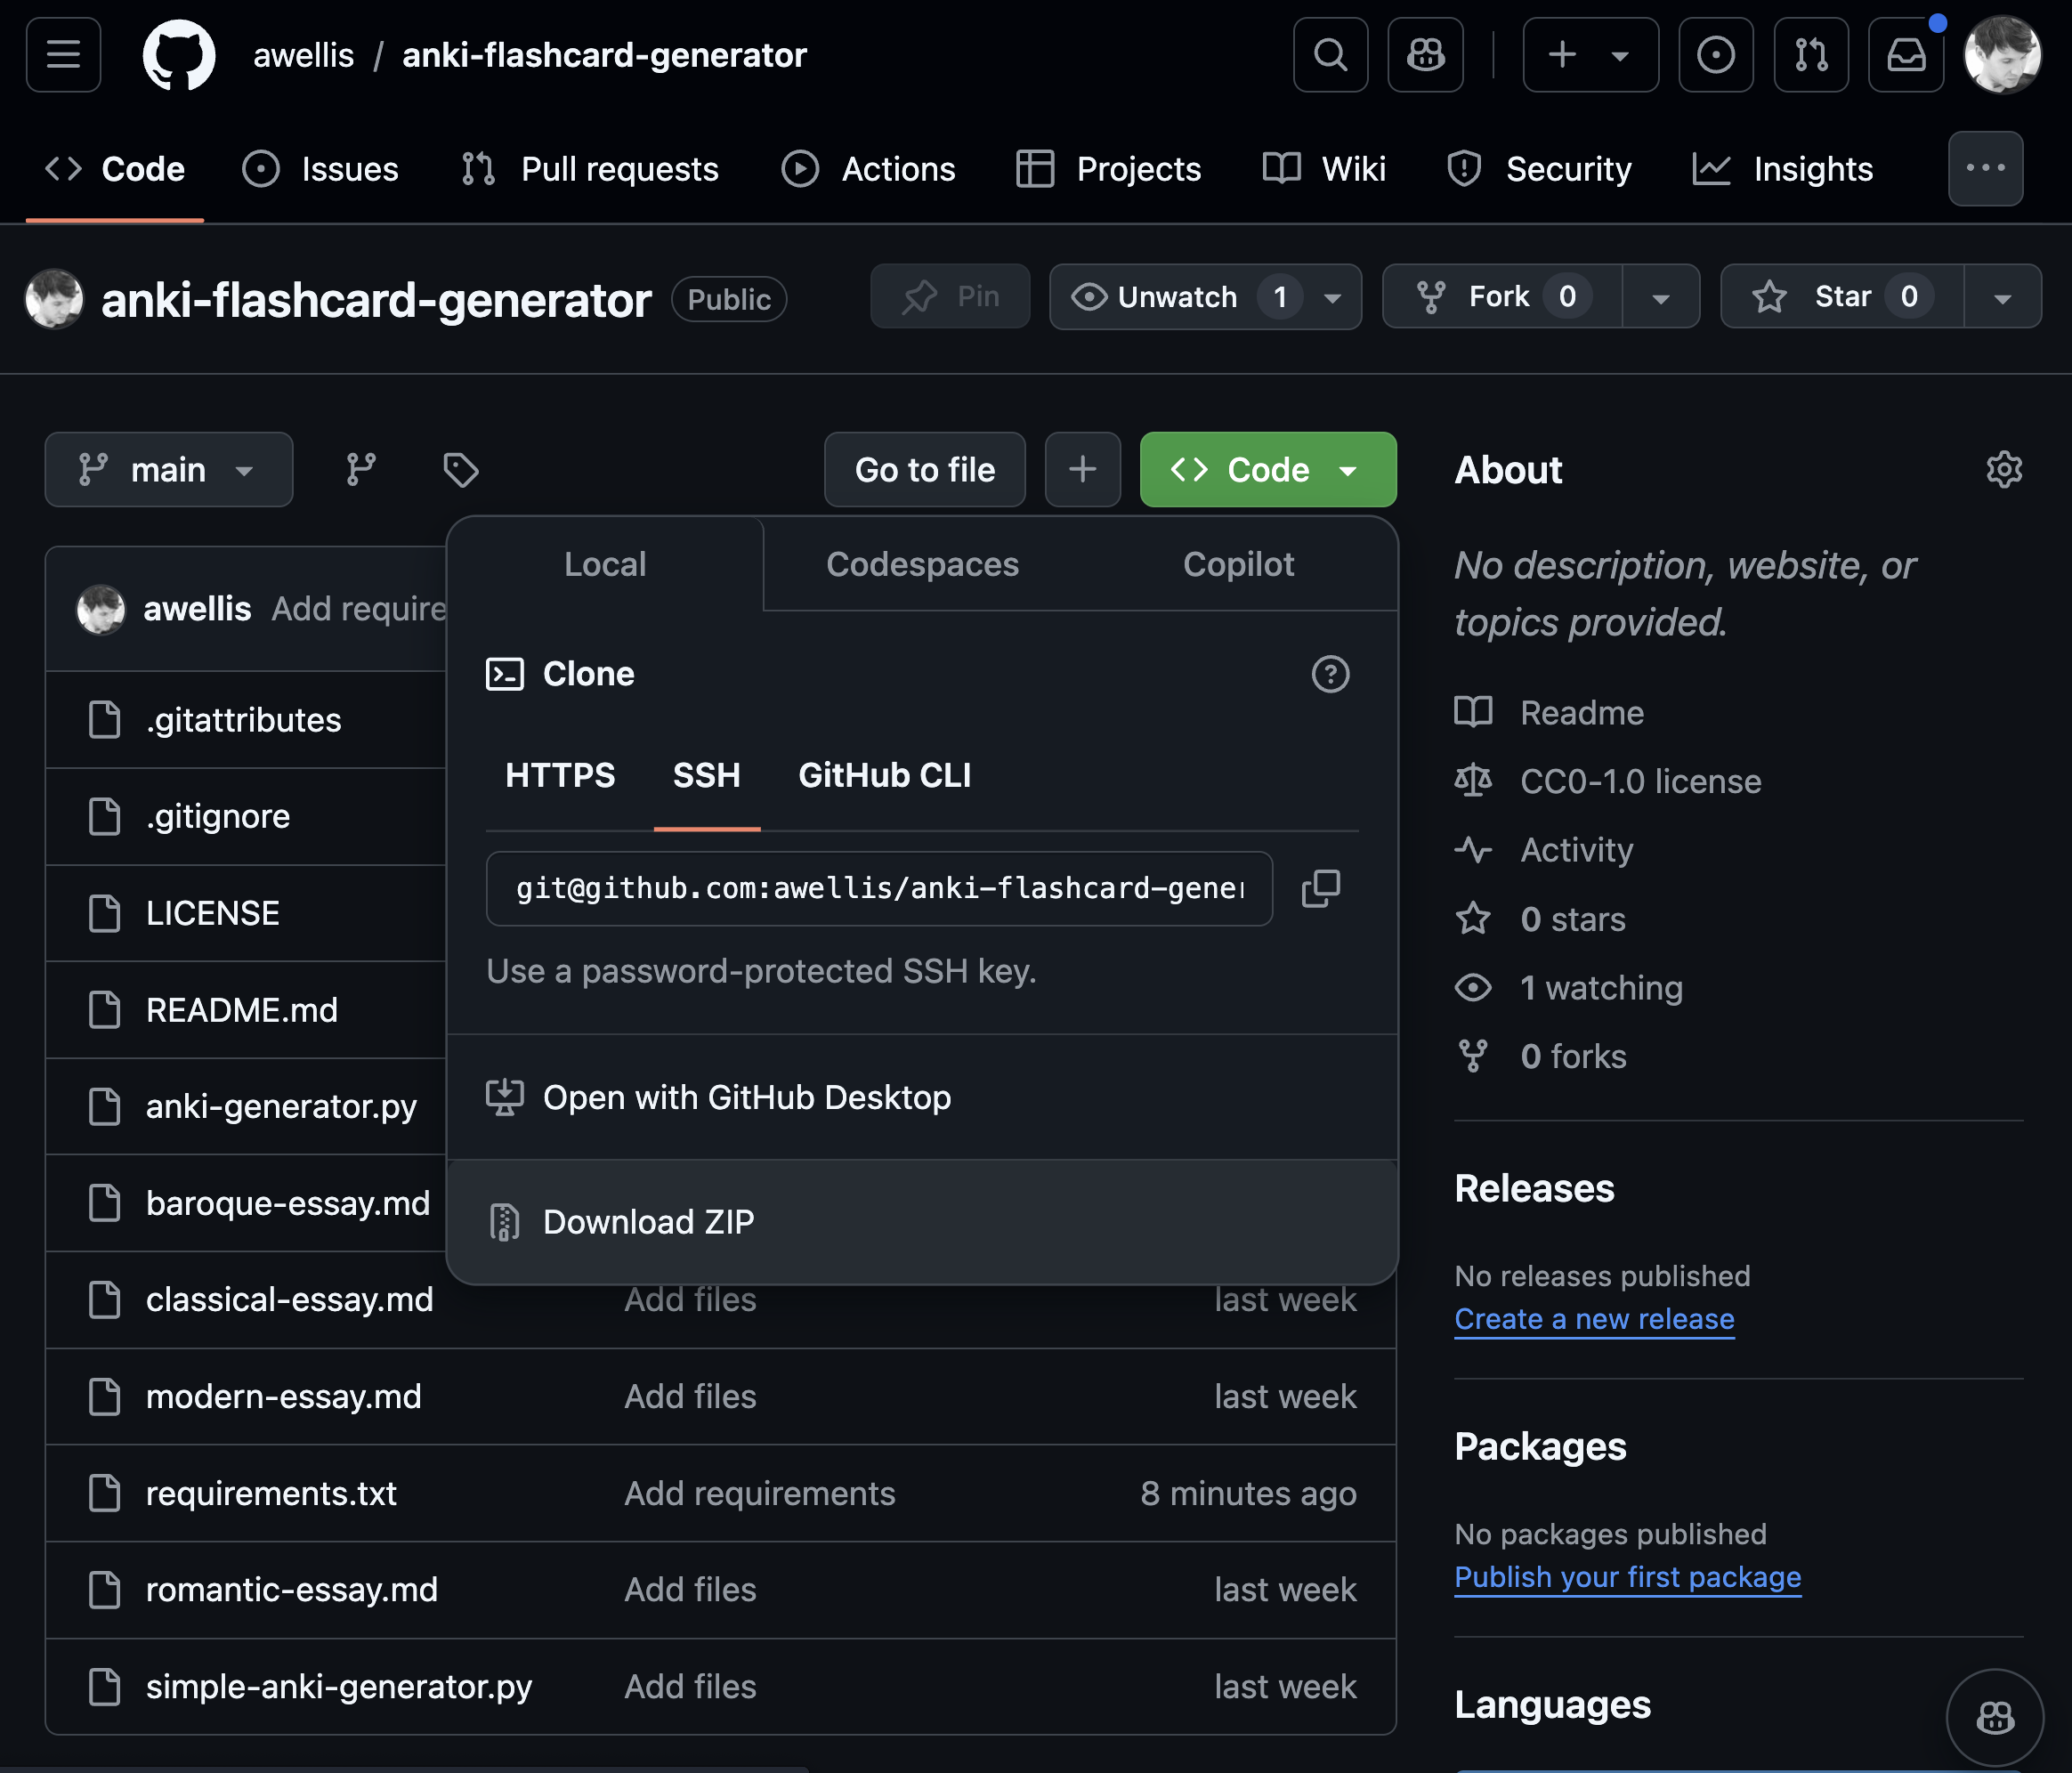 awellis / anki-flashcard-generator
Code Issues Pull requests Actions Projects Wiki Security Insights
anki-flashcard-generator Public Pin Unwatch 1 Fork 0 Star 0
main Go to file + Code
Local Codespaces Copilot
Clone
HTTPS SSH GitHub CLI
git@github.com:awellis/anki-flashcard-gener
Use a password-protected SSH key.
Open with GitHub Desktop
Download ZIP
awellis Add require
.gitattributes
.gitignore
LICENSE
README.md
anki-generator.py
baroque-essay.md
classical-essay.md Add files last week
modern-essay.md Add files last week
requirements.txt Add requirements 8 minutes ago
romantic-essay.md Add files last week
simple-anki-generator.py Add files last week
About
No description, website, or
topics provided.
Readme
CC0-1.0 license
Activity
0 stars
1 watching
0 forks
Releases
No releases published
Create a new release
Packages
No packages published
Publish your first package
Languages